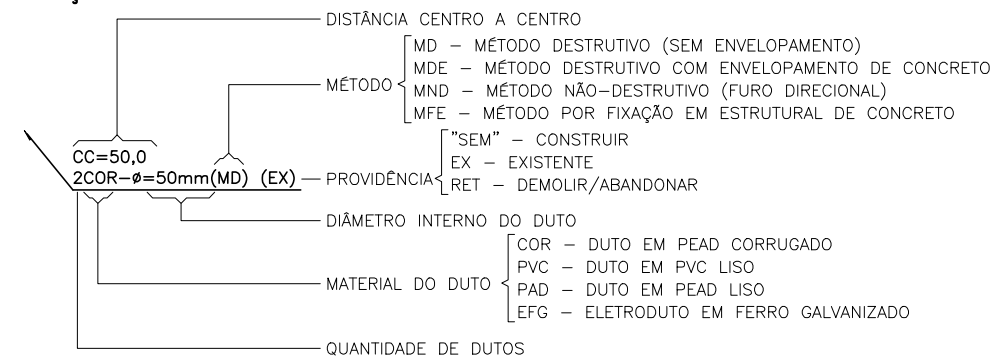 DISTÂNCIA CENTRO A CENTRO
MD – MÉTODO DESTRUTIVO (SEM ENVELOPAMENTO)
MDE – MÉTODO DESTRUTIVO COM ENVELOPAMENTO DE CONCRETO
MÉTODO
MND – MÉTODO NÃO-DESTRUTIVO (FURO DIRECIONAL)
MFE – MÉTODO POR FIXAÇÃO EM ESTRUTURAL DE CONCRETO
"SEM" – CONSTRUIR
CC=50,0
EX – EXISTENTE
2COR-ø=50mm(MD) (EX)
PROVIDÊNCIA
RET – DEMOLIR/ABANDONAR
DIÂMETRO INTERNO DO DUTO
COR – DUTO EM PEAD CORRUGADO
PVC – DUTO EM PVC LISO
MATERIAL DO DUTO
PAD – DUTO EM PEAD LISO
EFG – ELETRODUTO EM FERRO GALVANIZADO
QUANTIDADE DE DUTOS